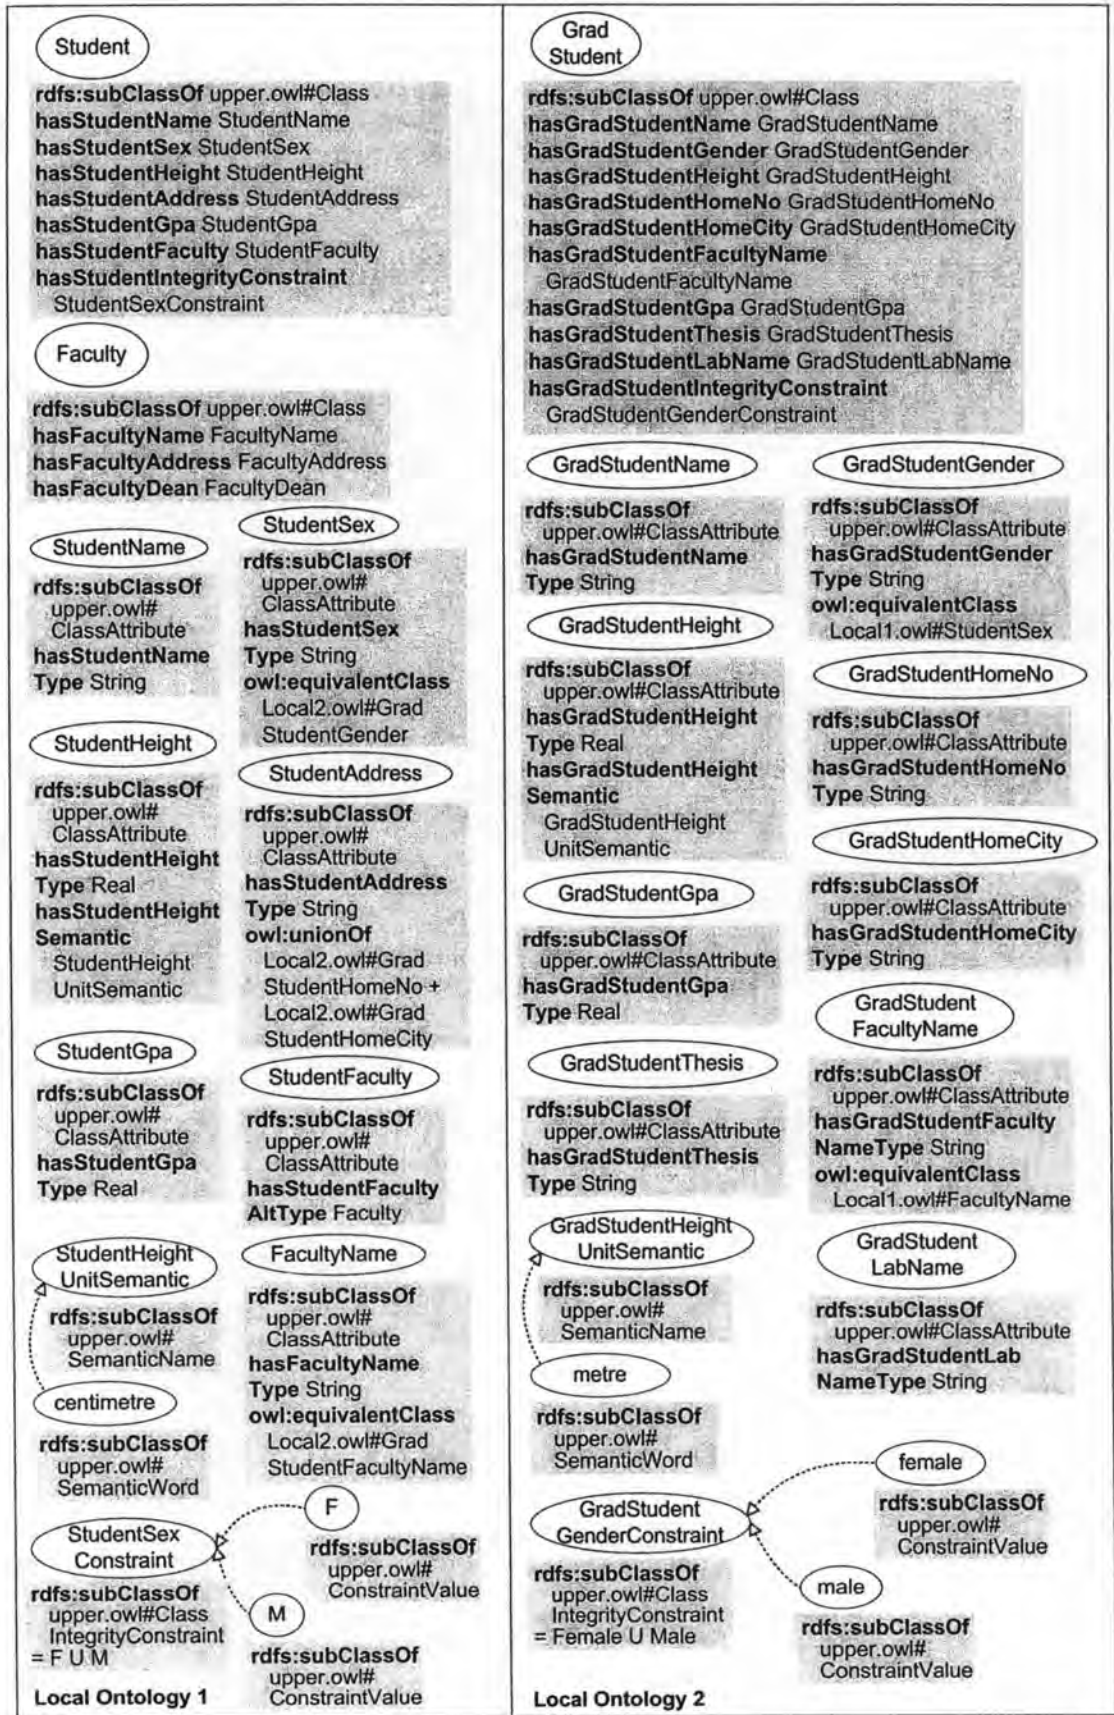 Student
rdfs:subClassOf upper.owl#Class
hasStudentName StudentName
hasStudentSex StudentSex
hasStudentHeight StudentHeight
hasStudentAddress StudentAddress
hasStudentGpa StudentGpa
hasStudentFaculty StudentFaculty
hasStudentIntegrityConstraint
StudentSexConstraint
Faculty
rdfs:subClassOf upper.owl#Class
hasFacultyName FacultyName
hasFacultyAddress FacultyAddress
hasFacultyDean FacultyDean
StudentName
rdfs:subClassOf
upper.owl#
ClassAttribute
hasStudentName
Type String
StudentHeight
rdfs:subClassOf
upper.owl#
ClassAttribute
hasStudentHeight
Type Real
hasStudentHeight
Semantic
StudentHeight
UnitSemantic
StudentGpa
rdfs:subClassOf
upper.owl#
ClassAttribute
hasStudentGpa
Type Real
StudentHeight
UnitSemantic
rdfs:subClassOf
upper.owl#
SemanticName
centimetre
rdfs:subClassOf
upper.owl#
SemanticWord
StudentSex
Constraint
rdfs:subClassOf
upper.owl#Class
IntegrityConstraint
= F U M
StudentSex
rdfs:subClassOf
upper.owl#
ClassAttribute
hasStudentSex
Type String
owl:equivalentClass
Local2.owl#Grad
StudentGender
StudentAddress
rdfs:subClassOf
upper.owl#
ClassAttribute
hasStudentAddress
Type String
owl:unionOf
Local2.owl#Grad
StudentHomeNo +
Local2.owl#Grad
StudentHomeCity
StudentFaculty
rdfs:subClassOf
upper.owl#
ClassAttribute
hasStudentFaculty
AltType Faculty
FacultyName
rdfs:subClassOf
upper.owl#
ClassAttribute
hasFacultyName
Type String
owl:equivalentClass
Local2.owl#Grad
StudentFacultyName
F
rdfs:subClassOf
upper.owl#
ConstraintValue
M
rdfs:subClassOf
upper.owl#
ConstraintValue
Local Ontology 1
Grad
Student
rdfs:subClassOf upper.owl#Class
hasGradStudentName GradStudentName
hasGradStudentGender GradStudentGender
hasGradStudentHeight GradStudentHeight
hasGradStudentHomeNo GradStudentHomeNo
hasGradStudentHomeCity GradStudentHomeCity
hasGradStudentFacultyName
GradStudentFacultyName
hasGradStudentGpa GradStudentGpa
hasGradStudentThesis GradStudentThesis
hasGradStudentLabName GradStudentLabName
hasGradStudentIntegrityConstraint
GradStudentGenderConstraint
GradStudentName
rdfs:subClassOf
upper.owl#ClassAttribute
hasGradStudentName
Type String
GradStudentHeight
rdfs:subClassOf
upper.owl#ClassAttribute
hasGradStudentHeight
Type Real
hasGradStudentHeight
Semantic
GradStudentHeight
UnitSemantic
GradStudentGpa
rdfs:subClassOf
upper.owl#ClassAttribute
hasGradStudentGpa
Type Real
GradStudentThesis
rdfs:subClassOf
upper.owl#ClassAttribute
hasGradStudentThesis
Type String
GradStudentHeight
UnitSemantic
rdfs:subClassOf
upper.owl#
SemanticName
metre
rdfs:subClassOf
upper.owl#
SemanticWord
GradStudent
GenderConstraint
rdfs:subClassOf
upper.owl#Class
IntegrityConstraint
= Female U Male
GradStudentGender
rdfs:subClassOf
upper.owl#ClassAttribute
hasGradStudentGender
Type String
owl:equivalentClass
Local1.owl#StudentSex
GradStudentHomeNo
rdfs:subClassOf
upper.owl#ClassAttribute
hasGradStudentHomeNo
Type String
GradStudentHomeCity
rdfs:subClassOf
upper.owl#ClassAttribute
hasGradStudentHomeCity
Type String
GradStudent
FacultyName
rdfs:subClassOf
upper.owl#ClassAttribute
hasGradStudentFaculty
NameType String
owl:equivalentClass
Local1.owl#FacultyName
GradStudent
LabName
rdfs:subClassOf
upper.owl#ClassAttribute
hasGradStudentLab
NameType String
female
rdfs:subClassOf
upper.owl#
ConstraintValue
male
rdfs:subClassOf
upper.owl#
ConstraintValue
Local Ontology 2